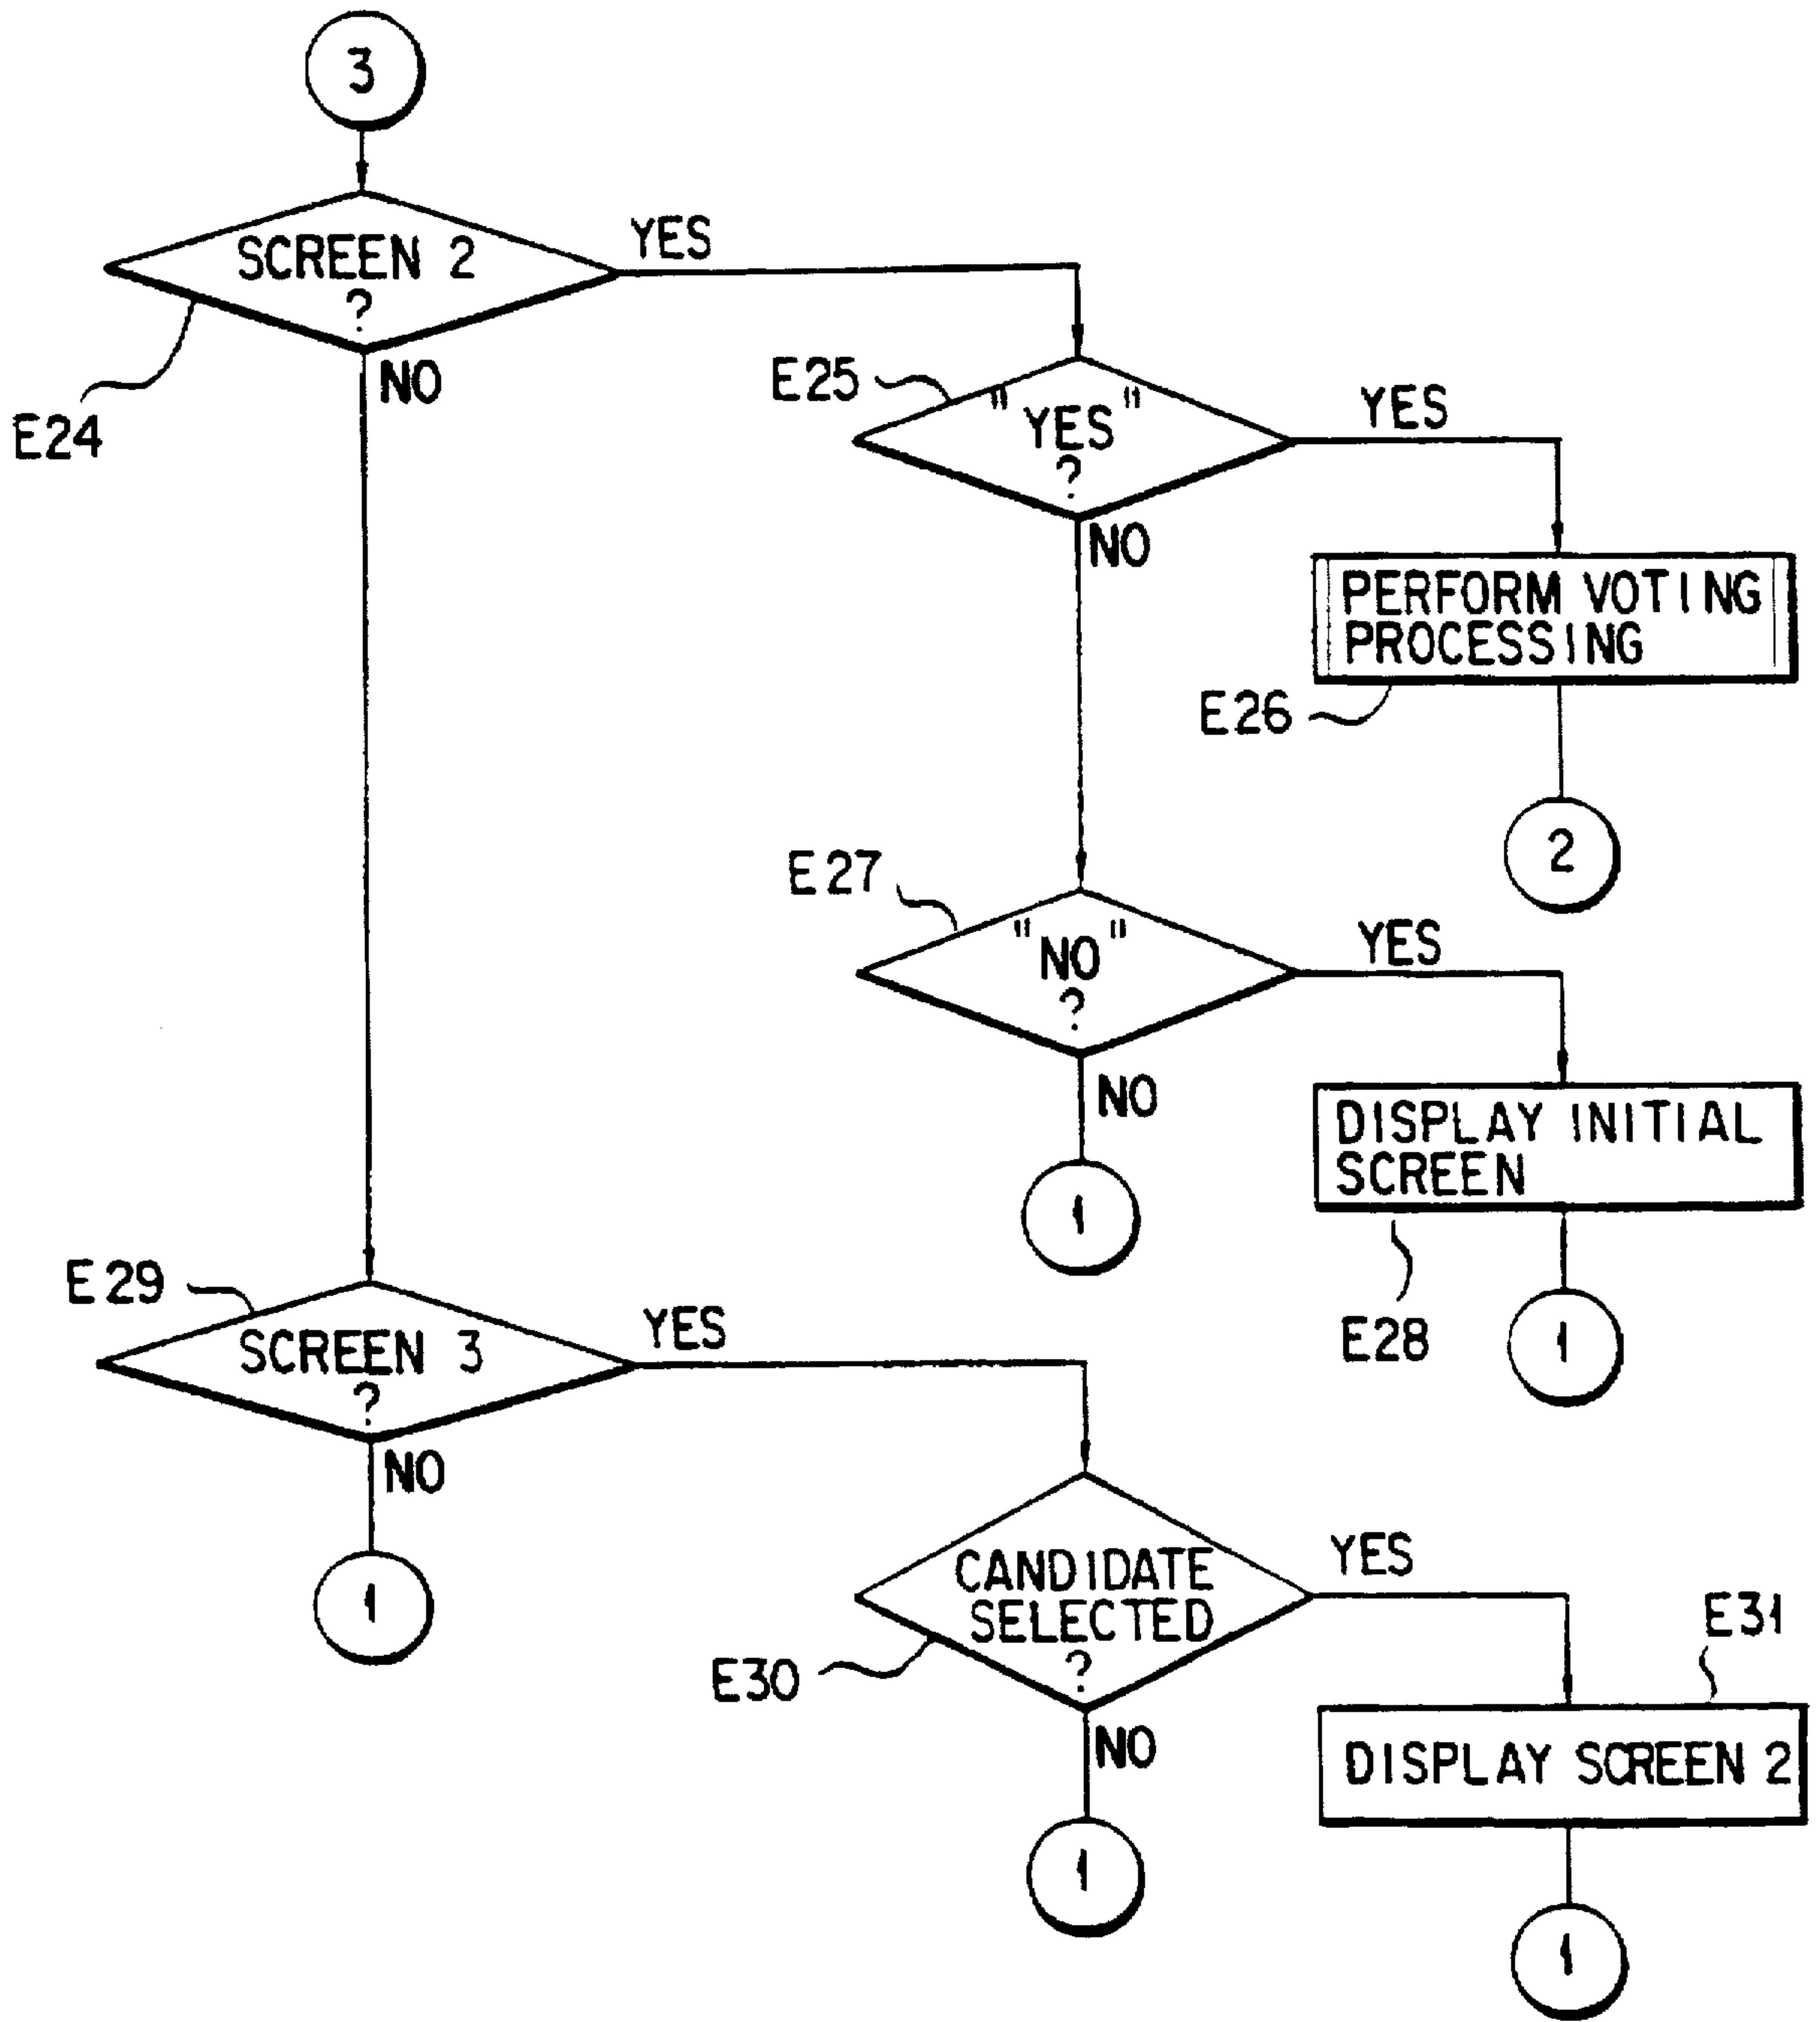 3
SCREEN 2
?
YES
NO
E24
E25
"YES"
?
YES
NO
PERFORM VOTING
PROCESSING
E26
2
E27
"NO"
?
YES
NO
1
DISPLAY INITIAL
SCREEN
E28
1
E29
SCREEN 3
?
YES
NO
1
CANDIDATE
SELECTED
?
E30
YES
NO
1
E31
DISPLAY SCREEN 2
1